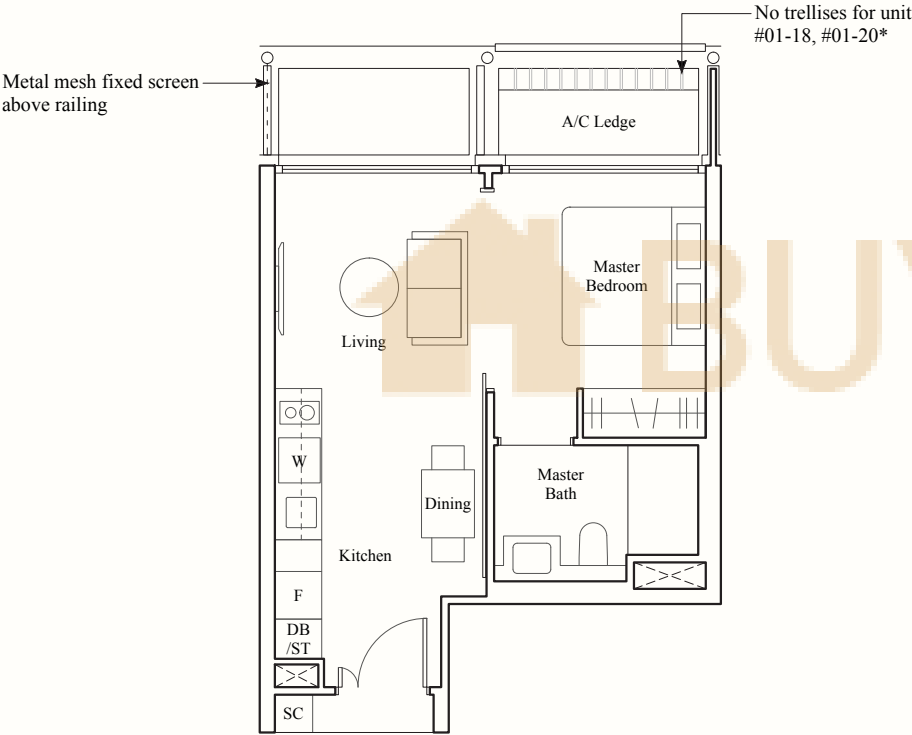 No trellises for unit
#01-18, #01-20*
Metal mesh fixed screen
above railing
A/C Ledge
Master
Bedroom
BUY
Living
W
Master
Bath
Dining
Kitchen
F
DB
/ST
SC